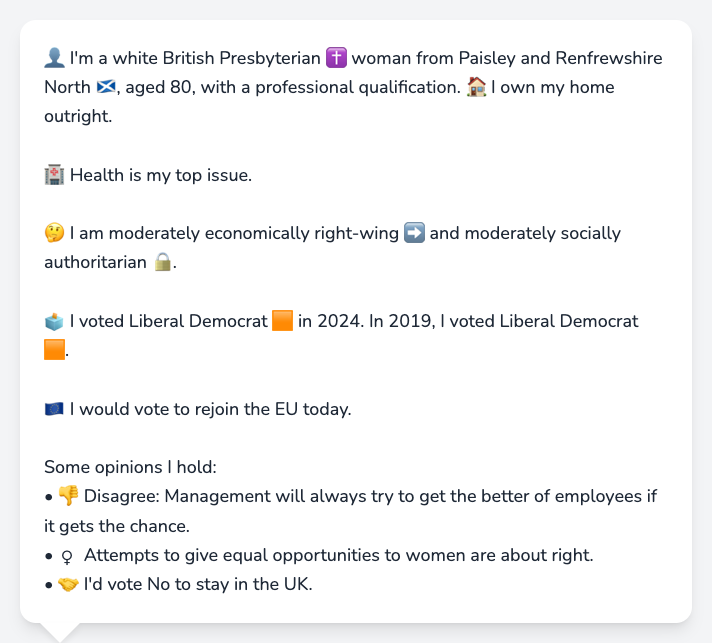 👤 I'm a white British Presbyterian ✝️ woman from Paisley and Renfrewshire
North 🏴󠁧󠁢󠁳󠁣󠁴󠁿, aged 80, with a professional qualification. 🏠 I own my home
outright.
🏥 Health is my top issue.
🤔 I am moderately economically right-wing ➡️ and moderately socially
authoritarian 🔒.
🗳️ I voted Liberal Democrat 🟧 in 2024. In 2019, I voted Liberal Democrat
🟧.
🇪🇺 I would vote to rejoin the EU today.
Some opinions I hold:
• 👎 Disagree: Management will always try to get the better of employees if
it gets the chance.
• ♀ Attempts to give equal opportunities to women are about right.
• 🤝 I'd vote No to stay in the UK.